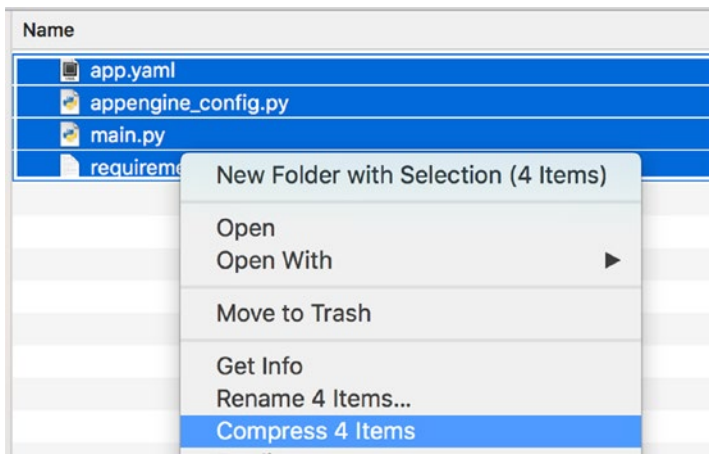 Name
app.yaml
appengine_config.py
main.py
New Folder with Selection (4 Items)
Open
Open With
Move to Trash
Get Info
Rename 4 Items...
Compress 4 Items